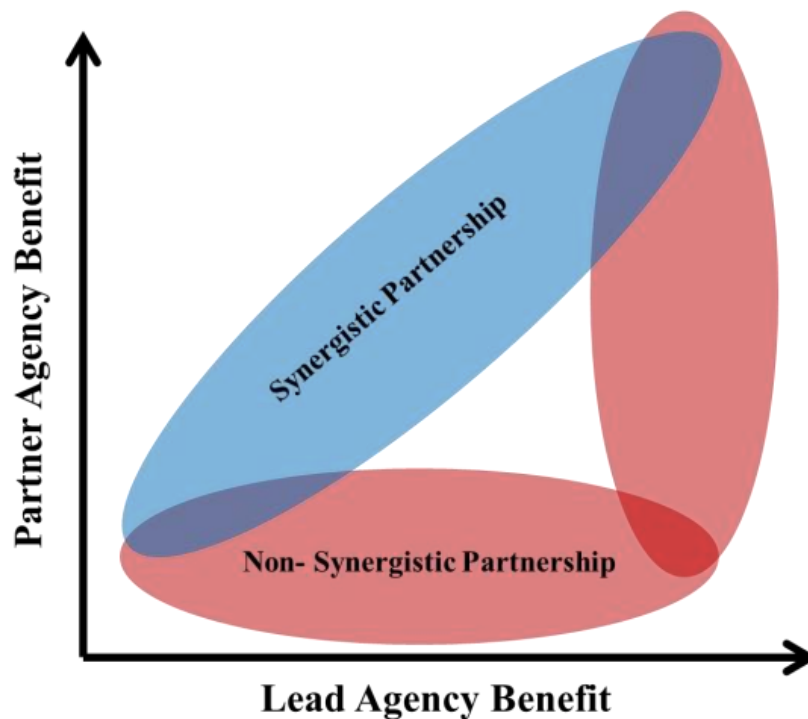 Partner Agency Benefit
Synergistic Partnership
Non- Synergistic Partnership
Lead Agency Benefit